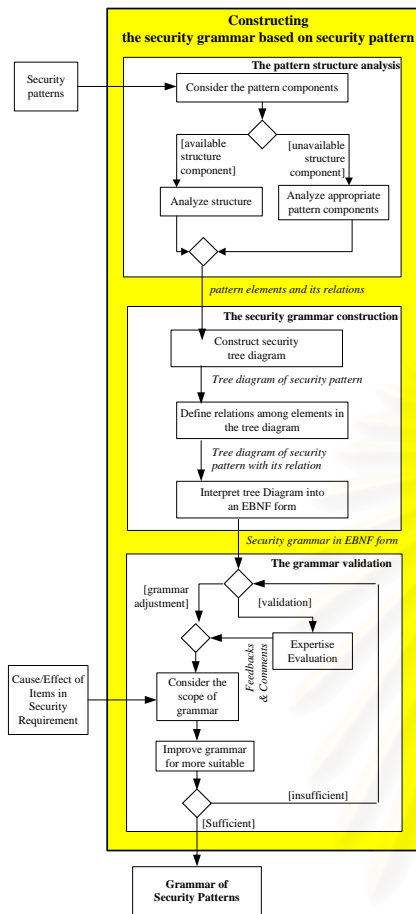 Constructing
the security grammar based on security pattern
The pattern structure analysis
Security
patterns
Consider the pattern components
[available
structure
component]
[unavailable
structure
component]
Analyze structure
Analyze appropriate
pattern components
pattern elements and its relations
The security grammar construction
Construct security
tree diagram
Tree diagram of security pattern
Define relations among elements in
the tree diagram
Tree diagram of security
pattern with its relation
Interpret tree Diagram into
an EBNF form
Security grammar in EBNF form
The grammar validation
[grammar
adjustment]
[validation]
Expertise
Evaluation
Feedbacks
& Comments
Cause/Effect of
Items in
Security
Requirement
Consider the
scope of
grammar
Improve grammar
for more suitable
[insufficient]
[Sufficient]
Grammar of
Security Patterns